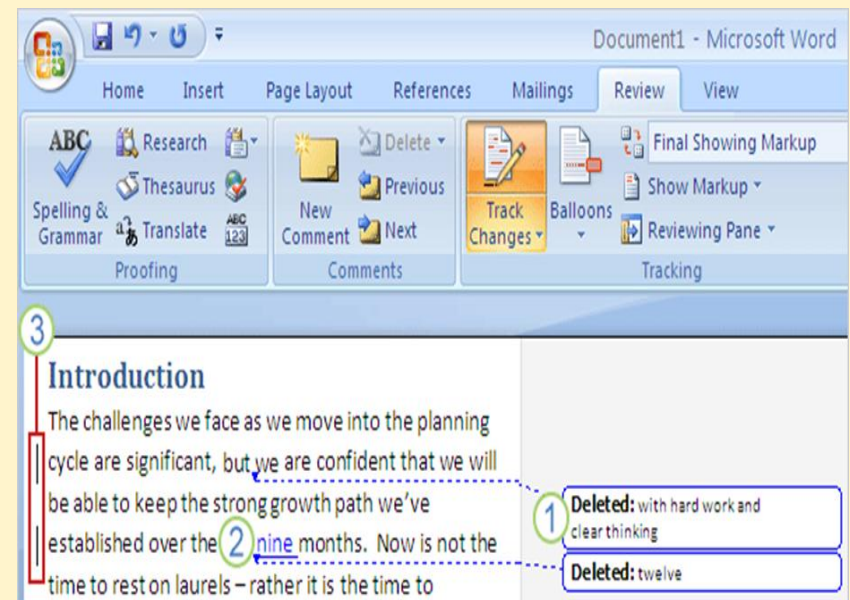 Document1 - Microsoft Word
Home Insert Page Layout References Mailings Review View
ABC Research Delete Final Showing Markup
Thesaurus Previous Show Markup
Spelling & Grammar Translate ABC 123 New Comment Next Track Changes Balloons Reviewing Pane
Proofing Comments Tracking
3
Introduction
The challenges we face as we move into the planning
cycle are significant, but we are confident that we will
be able to keep the strong growth path we've
established over the 2 nine months. Now is not the
time to rest on laurels – rather it is the time to
1
Deleted: with hard work and
clear thinking
Deleted: twelve